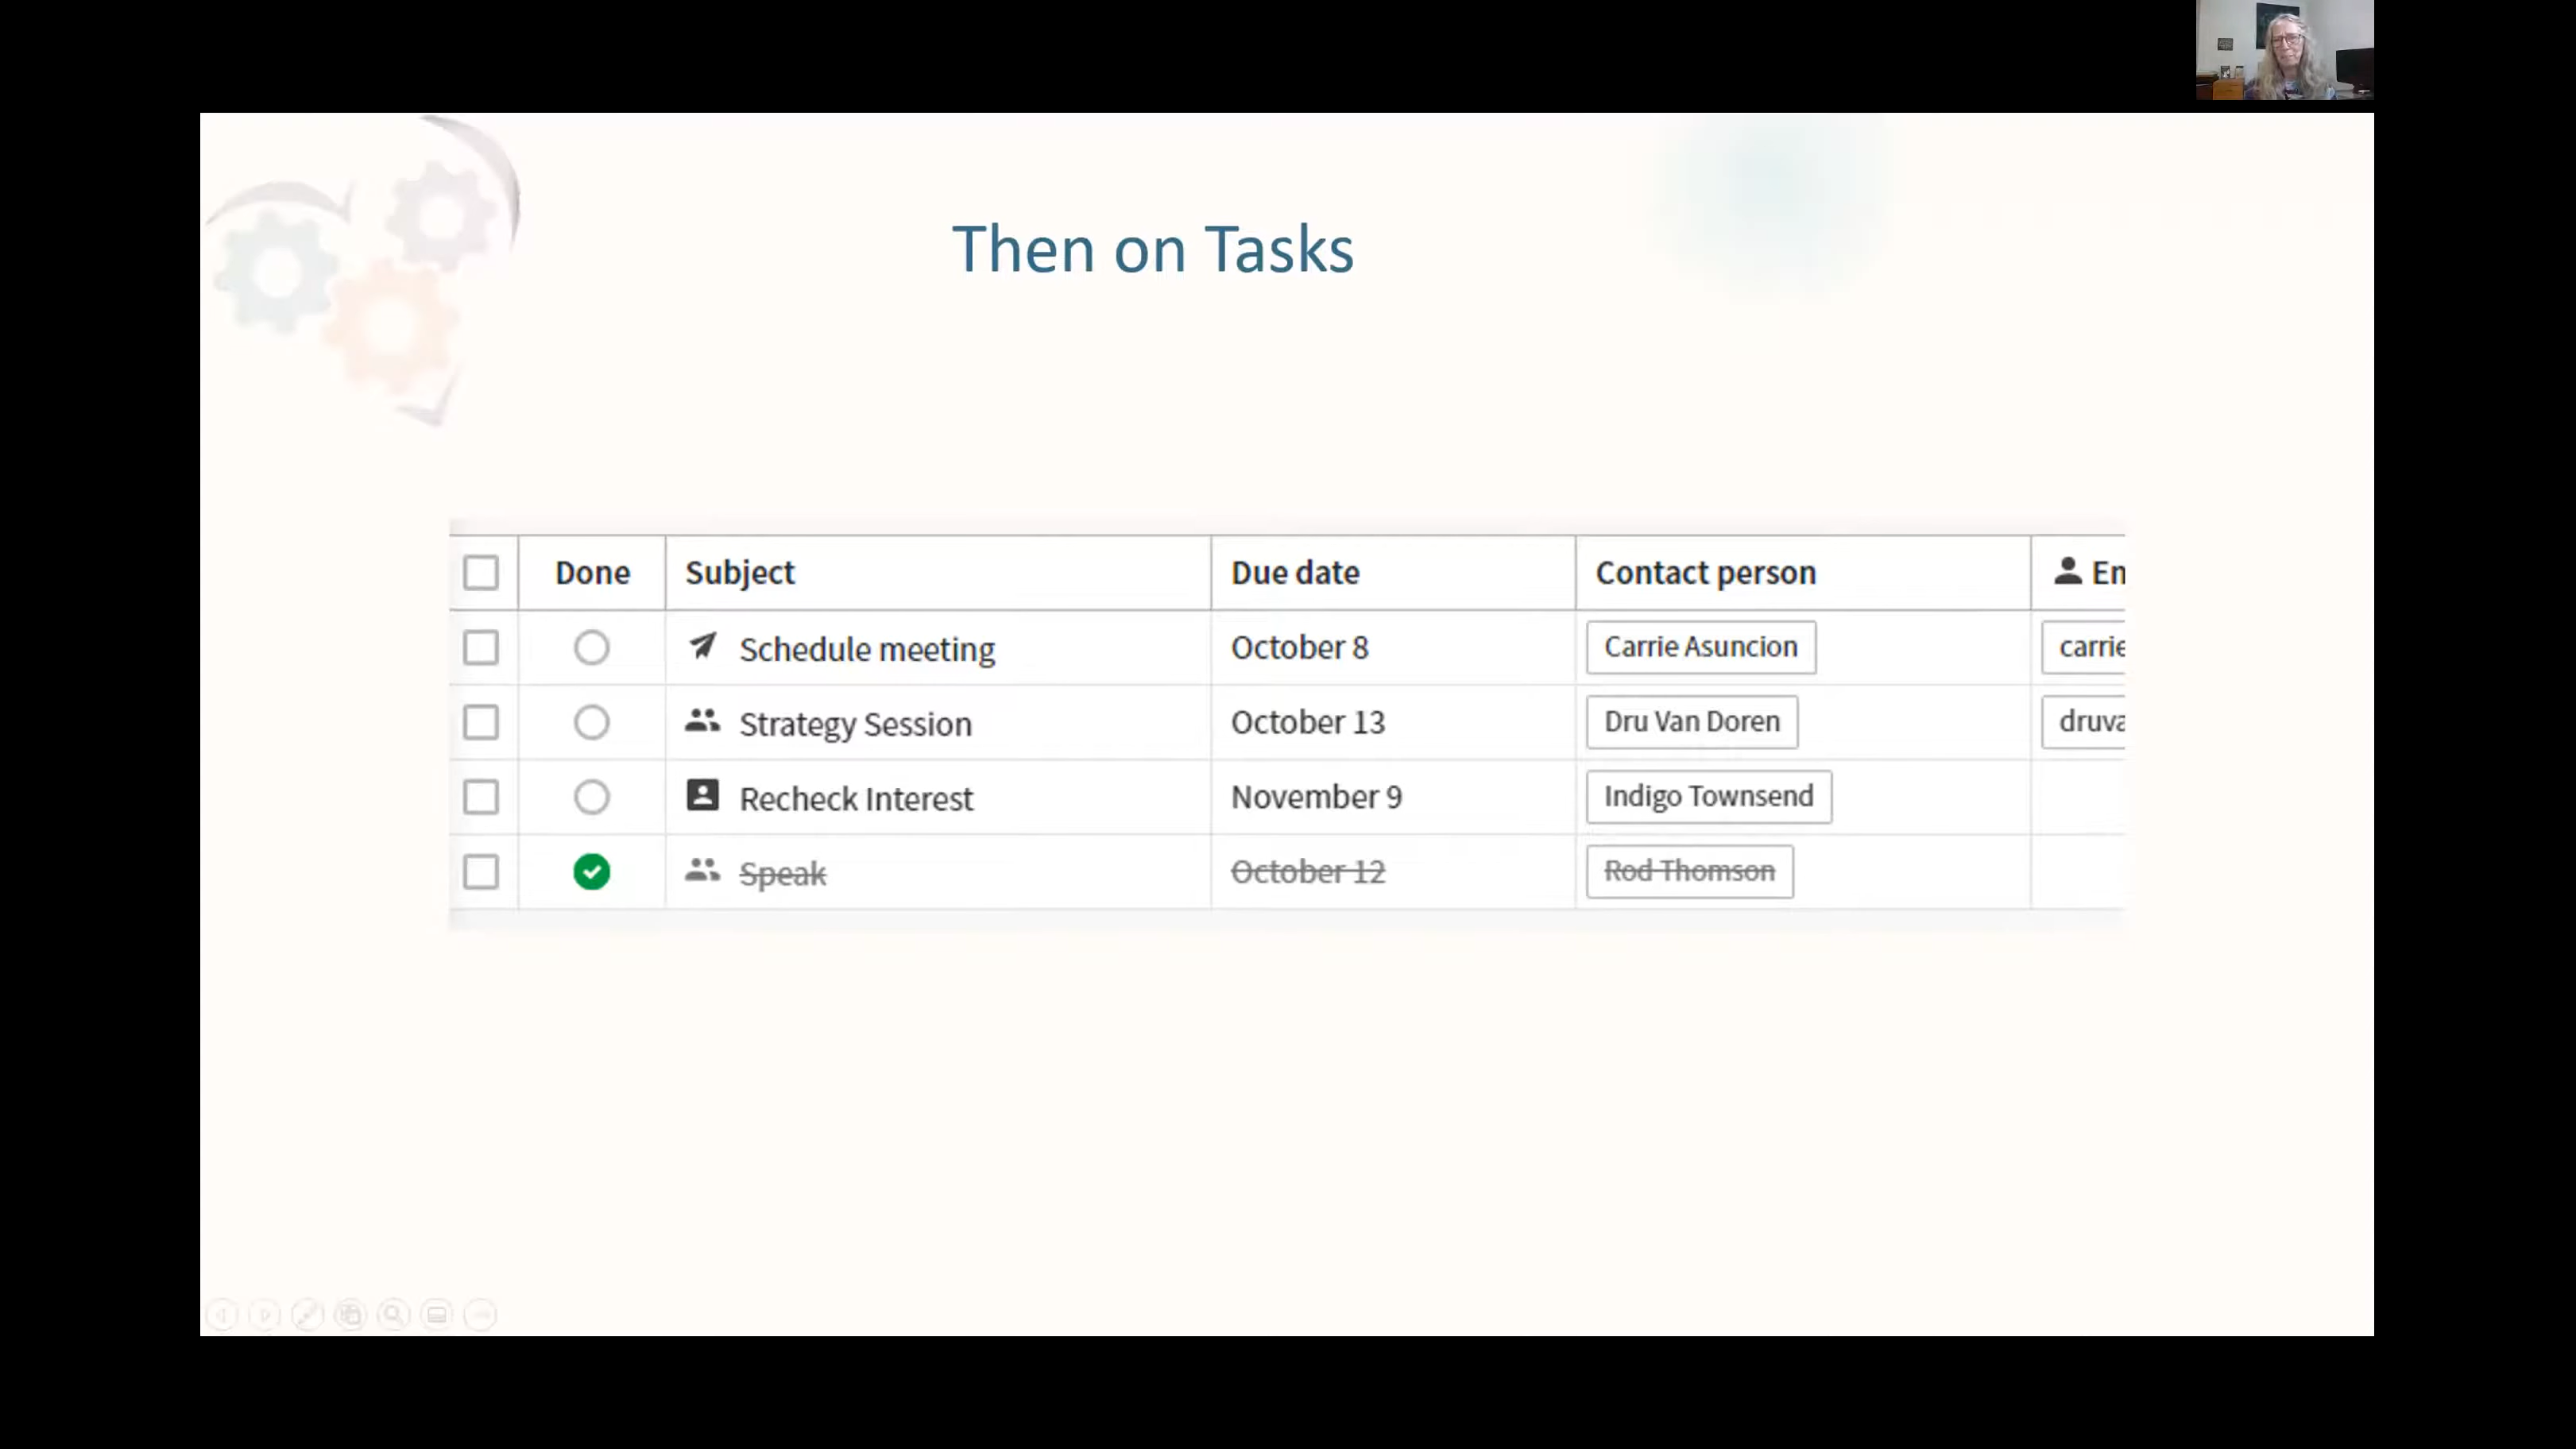 Then on Tasks
Done Subject Due date Contact person En
Schedule meeting October 8 Carrie Asuncion carrie
Strategy Session October 13 Dru Van Doren druva
Recheck Interest November 9 Indigo Townsend
Speak October 12 Rod Thomson